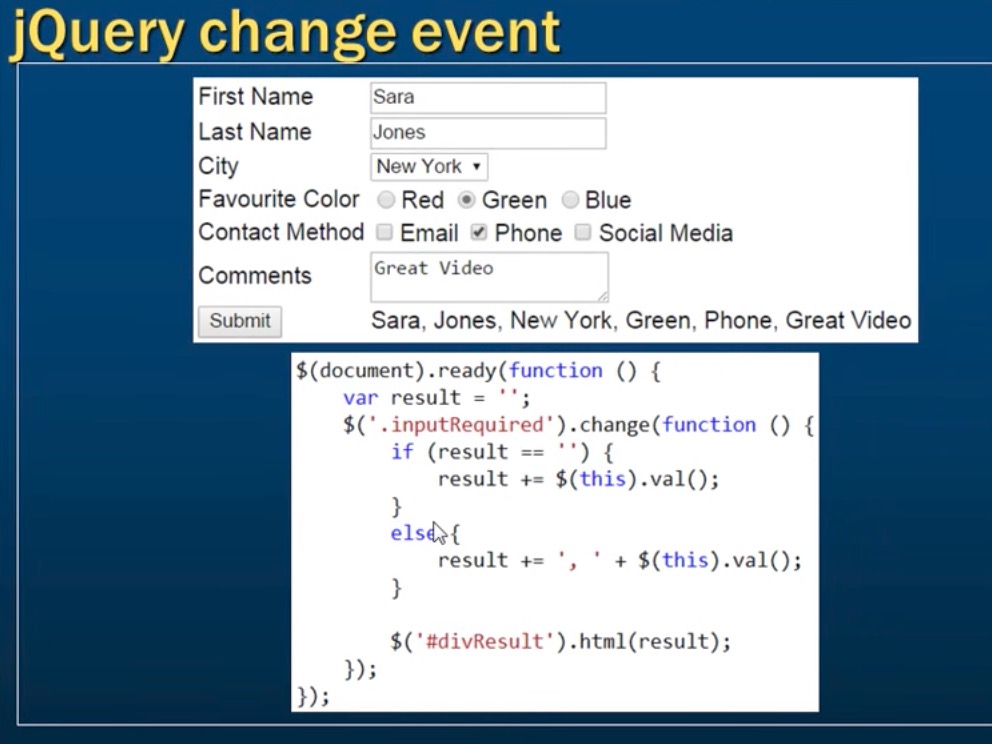 jQuery change event
First Name Sara
Last Name Jones
City New York
Favourite Color Red Green Blue
Contact Method Email Phone Social Media
Comments Great Video
Submit Sara, Jones, New York, Green, Phone, Great Video
$(document).ready(function () {
    var result = '';
    $('.inputRequired').change(function () {
        if (result == '') {
            result += $(this).val();
        }
        else {
            result += ', ' + $(this).val();
        }

        $('#divResult').html(result);
    });
});